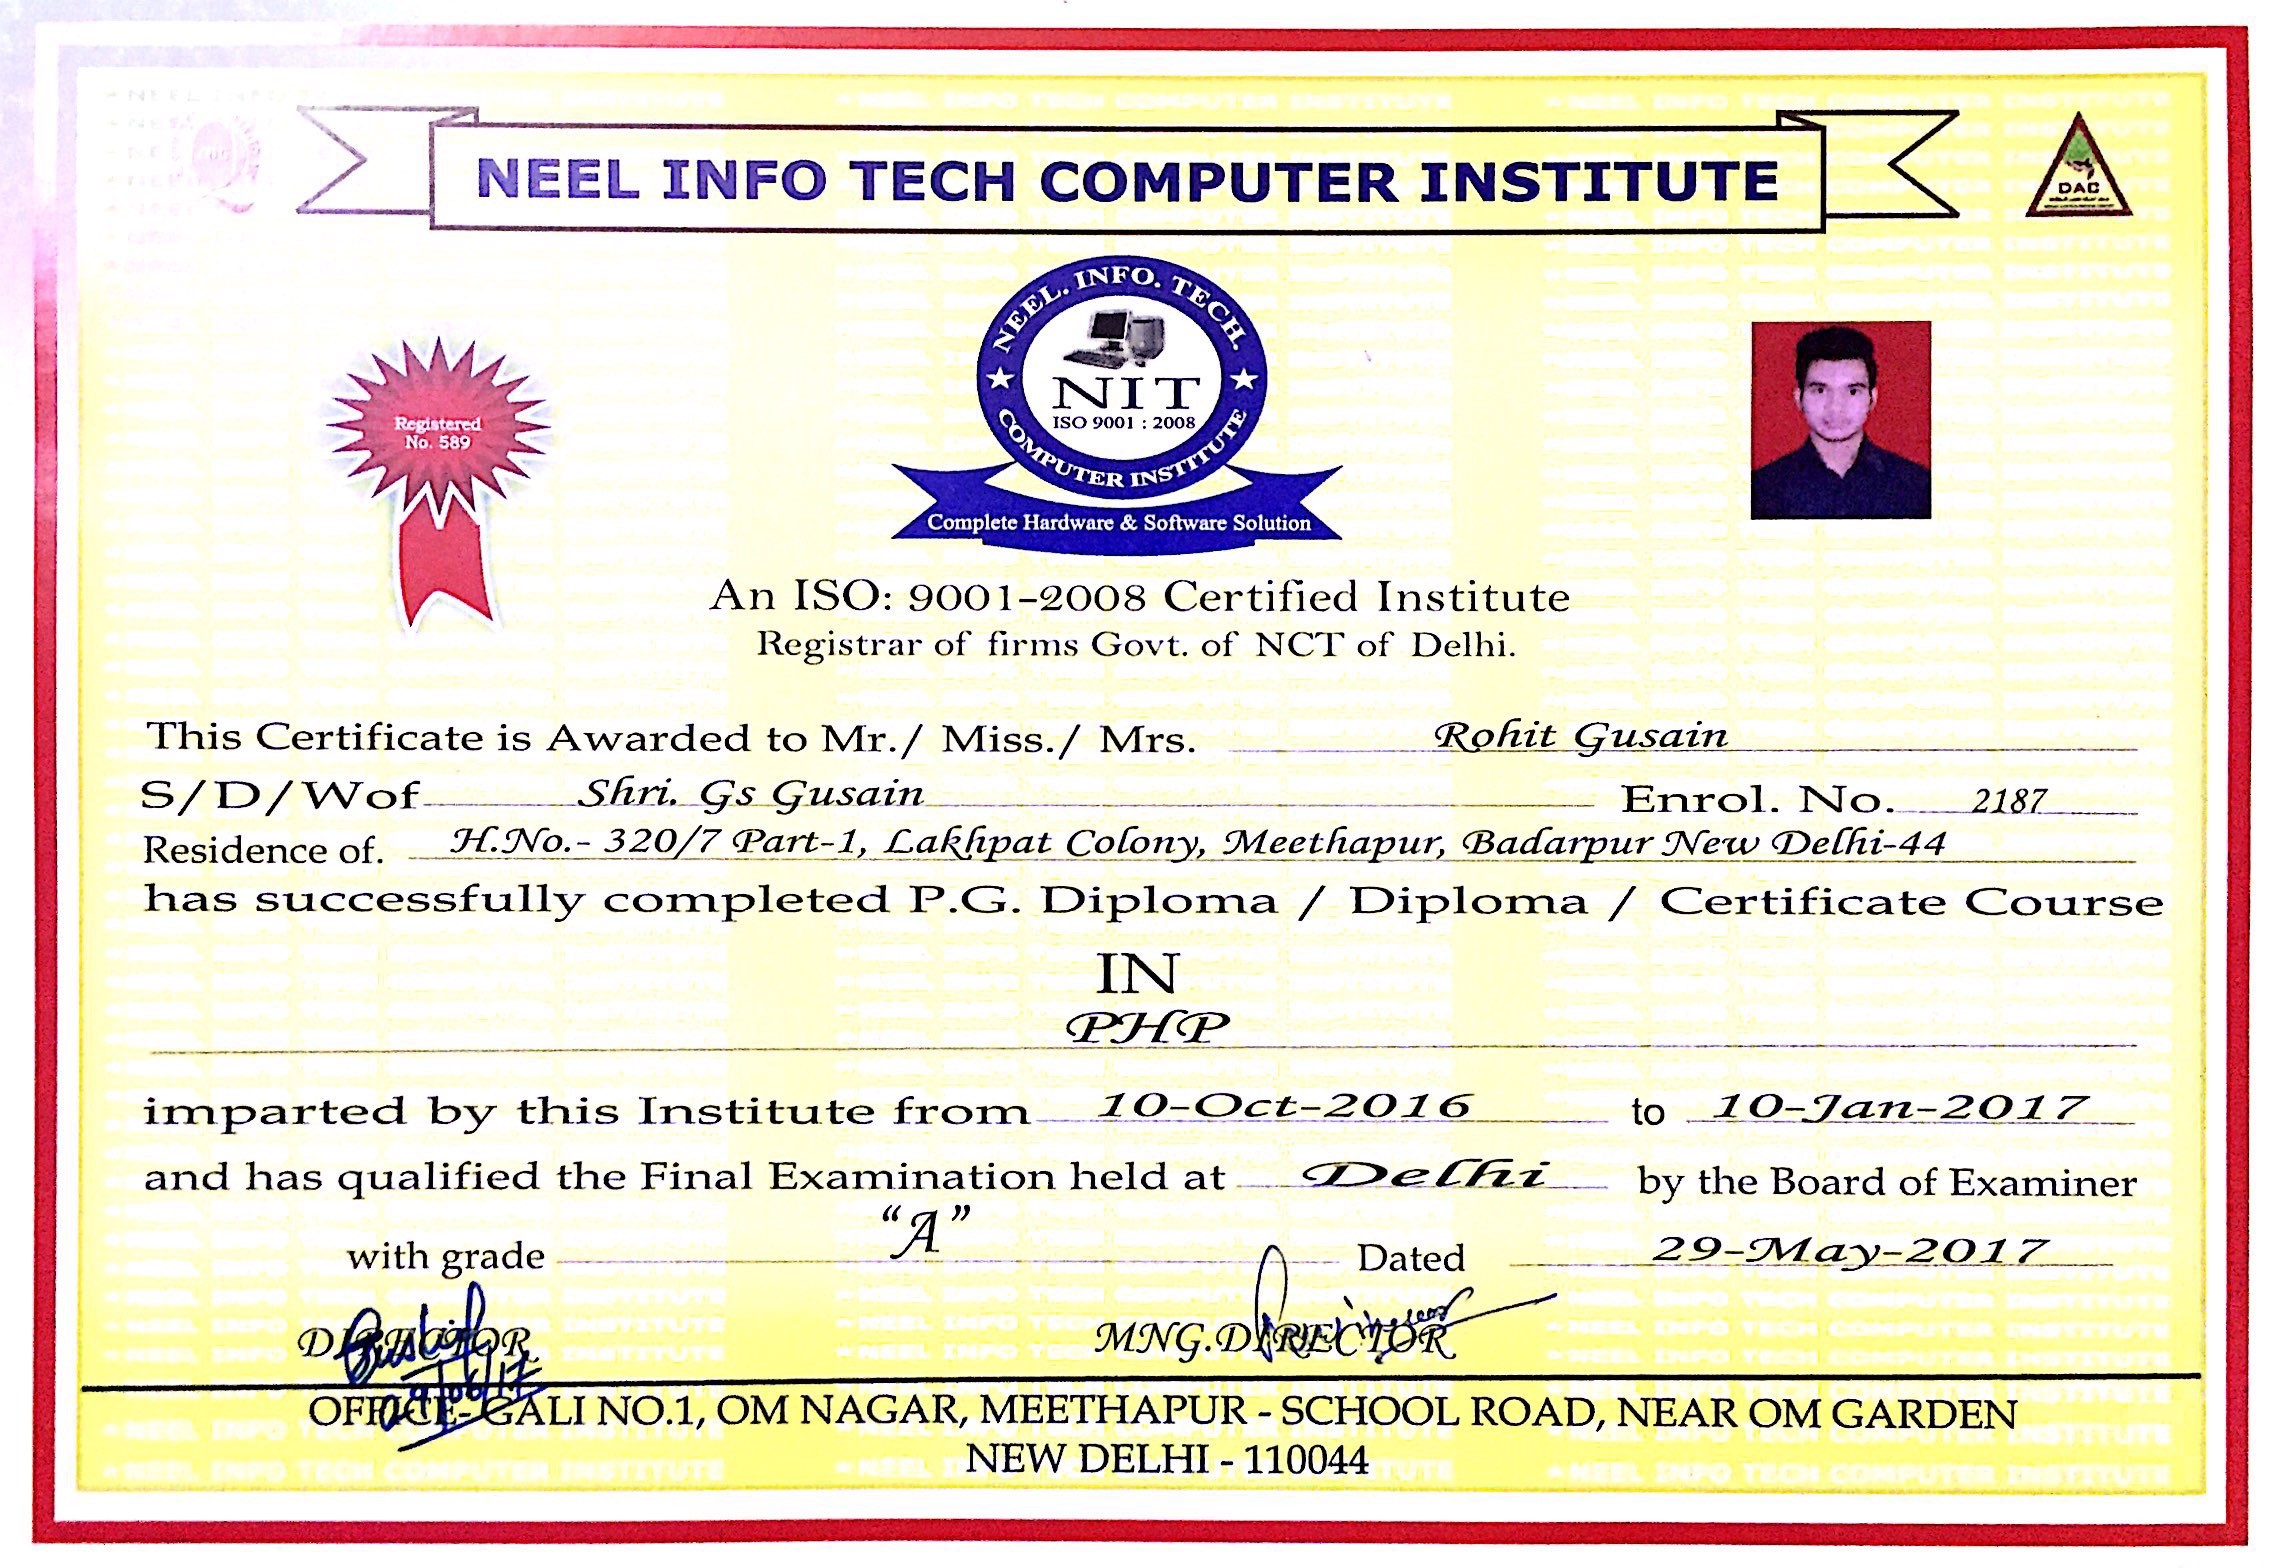 NEEL INFO TECH COMPUTER INSTITUTE
DAC
NEEL. INFO. TECH.
NIT
ISO 9001 : 2008
COMPUTER INSTITUTE
Complete Hardware & Software Solution
Registered
No. 589
An ISO: 9001-2008 Certified Institute
Registrar of firms Govt. of NCT of Delhi.
This Certificate is Awarded to Mr./ Miss./ Mrs. Rohit Gusain
S/D/Wof Shri. Gs Gusain Enrol. No. 2187
Residence of. H.No.- 320/7 Part-1, Lakhpat Colony, Meethapur, Badarpur New Delhi-44
has successfully completed P.G. Diploma / Diploma / Certificate Course
IN
PHP
imparted by this Institute from 10-Oct-2016 to 10-Jan-2017
and has qualified the Final Examination held at Delhi by the Board of Examiner
with grade "A" Dated 29-May-2017
DIRECTOR MNG.DIRECTOR
OFFICE- GALI NO.1, OM NAGAR, MEETHAPUR - SCHOOL ROAD, NEAR OM GARDEN
NEW DELHI - 110044